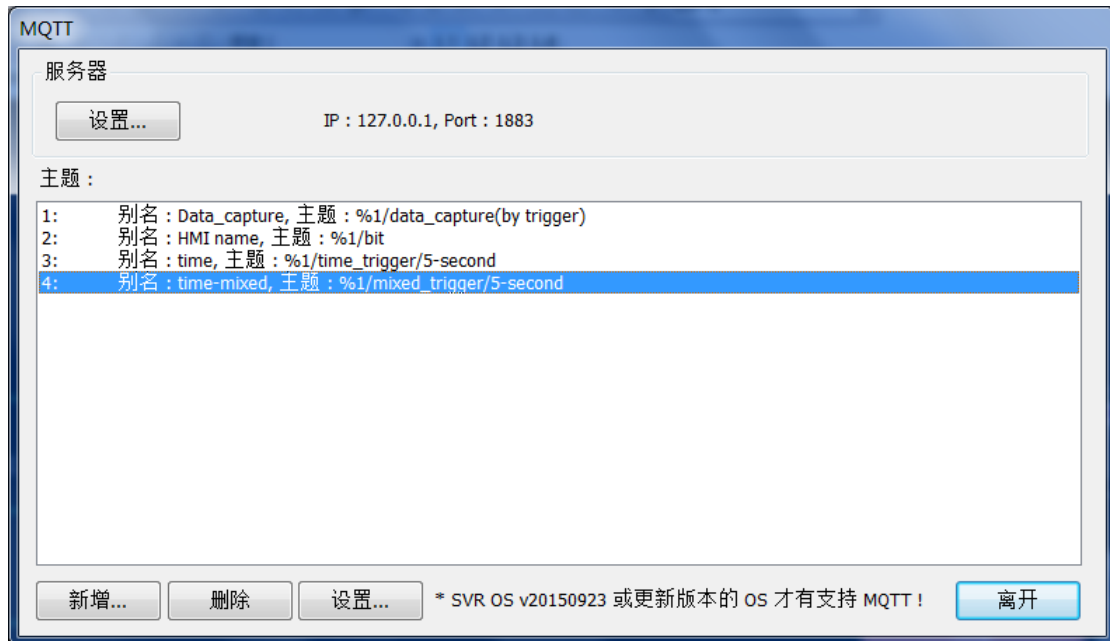 MQTT
服务器
设置...
IP : 127.0.0.1, Port : 1883
主题 :
1: 别名 : Data_capture, 主题 : %1/data_capture(by trigger)
2: 别名 : HMI name, 主题 : %1/bit
3: 别名 : time, 主题 : %1/time_trigger/5-second
4: 别名 : time-mixed, 主题 : %1/mixed_trigger/5-second
新增... 删除 设置... * SVR OS v20150923 或更新版本的 OS 才有支持 MQTT ! 离开